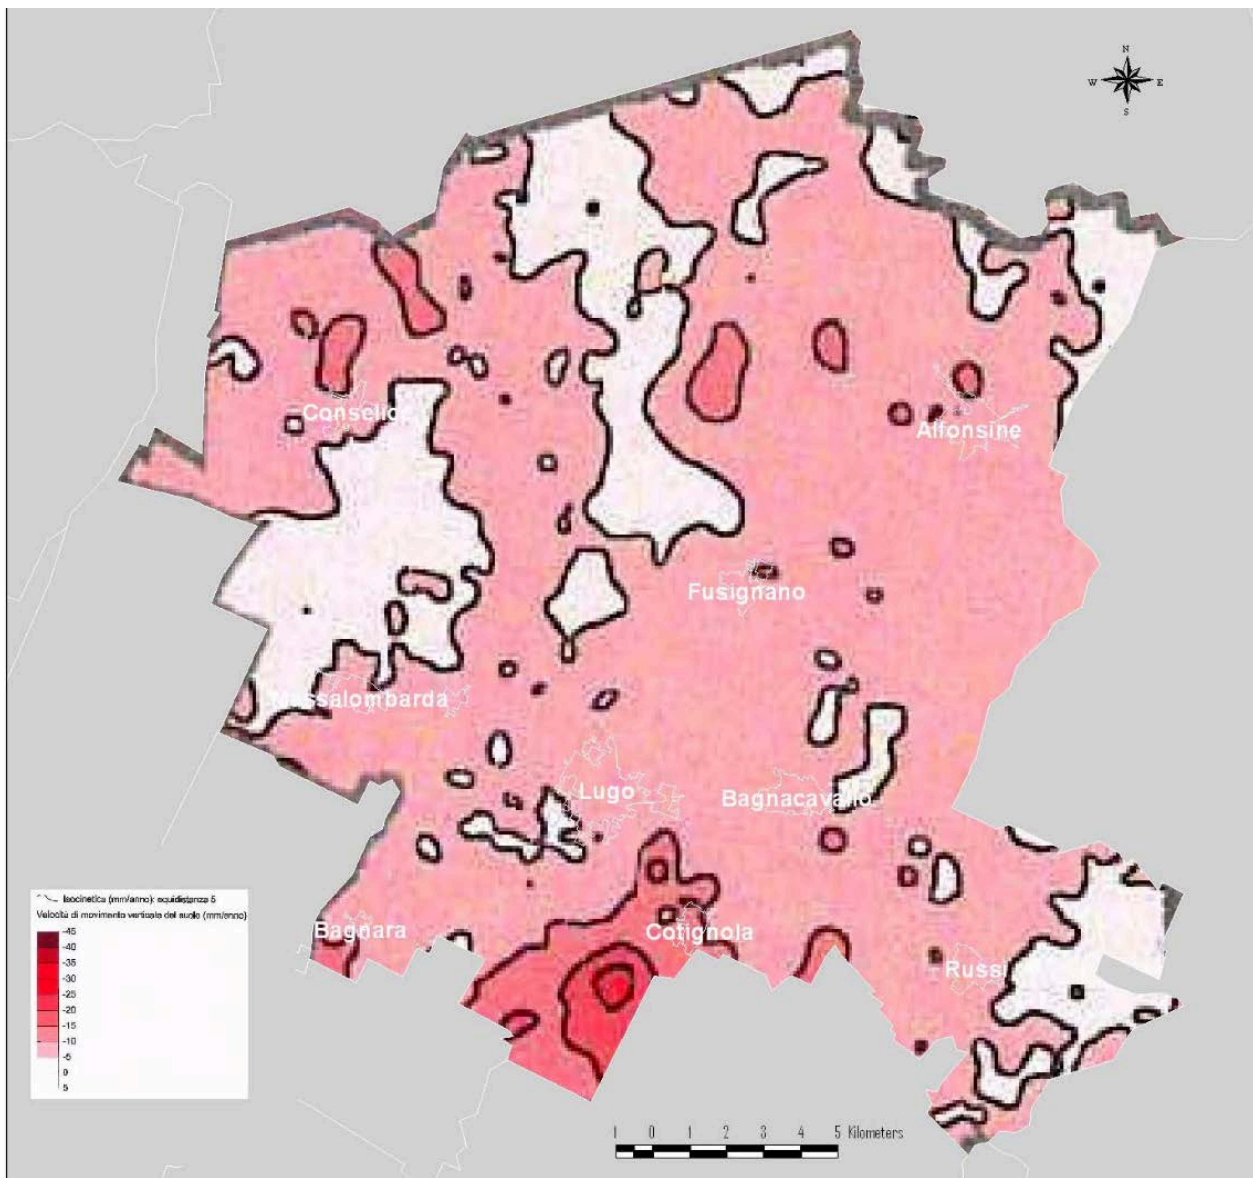 N
W E
S
Conselice
Alfonsine
Fusignano
Massalombarda
Lugo
Bagnacavallo
Isocinetica (mm/anno): equidistanza 5
Velocità di movimento verticale del suolo (mm/anno)
-45
-40
-35
-30
-25
-20
-15
-10
-5
0
5
Bagnara
Cotignola
Russi
1 0 1 2 3 4 5 Kilometers